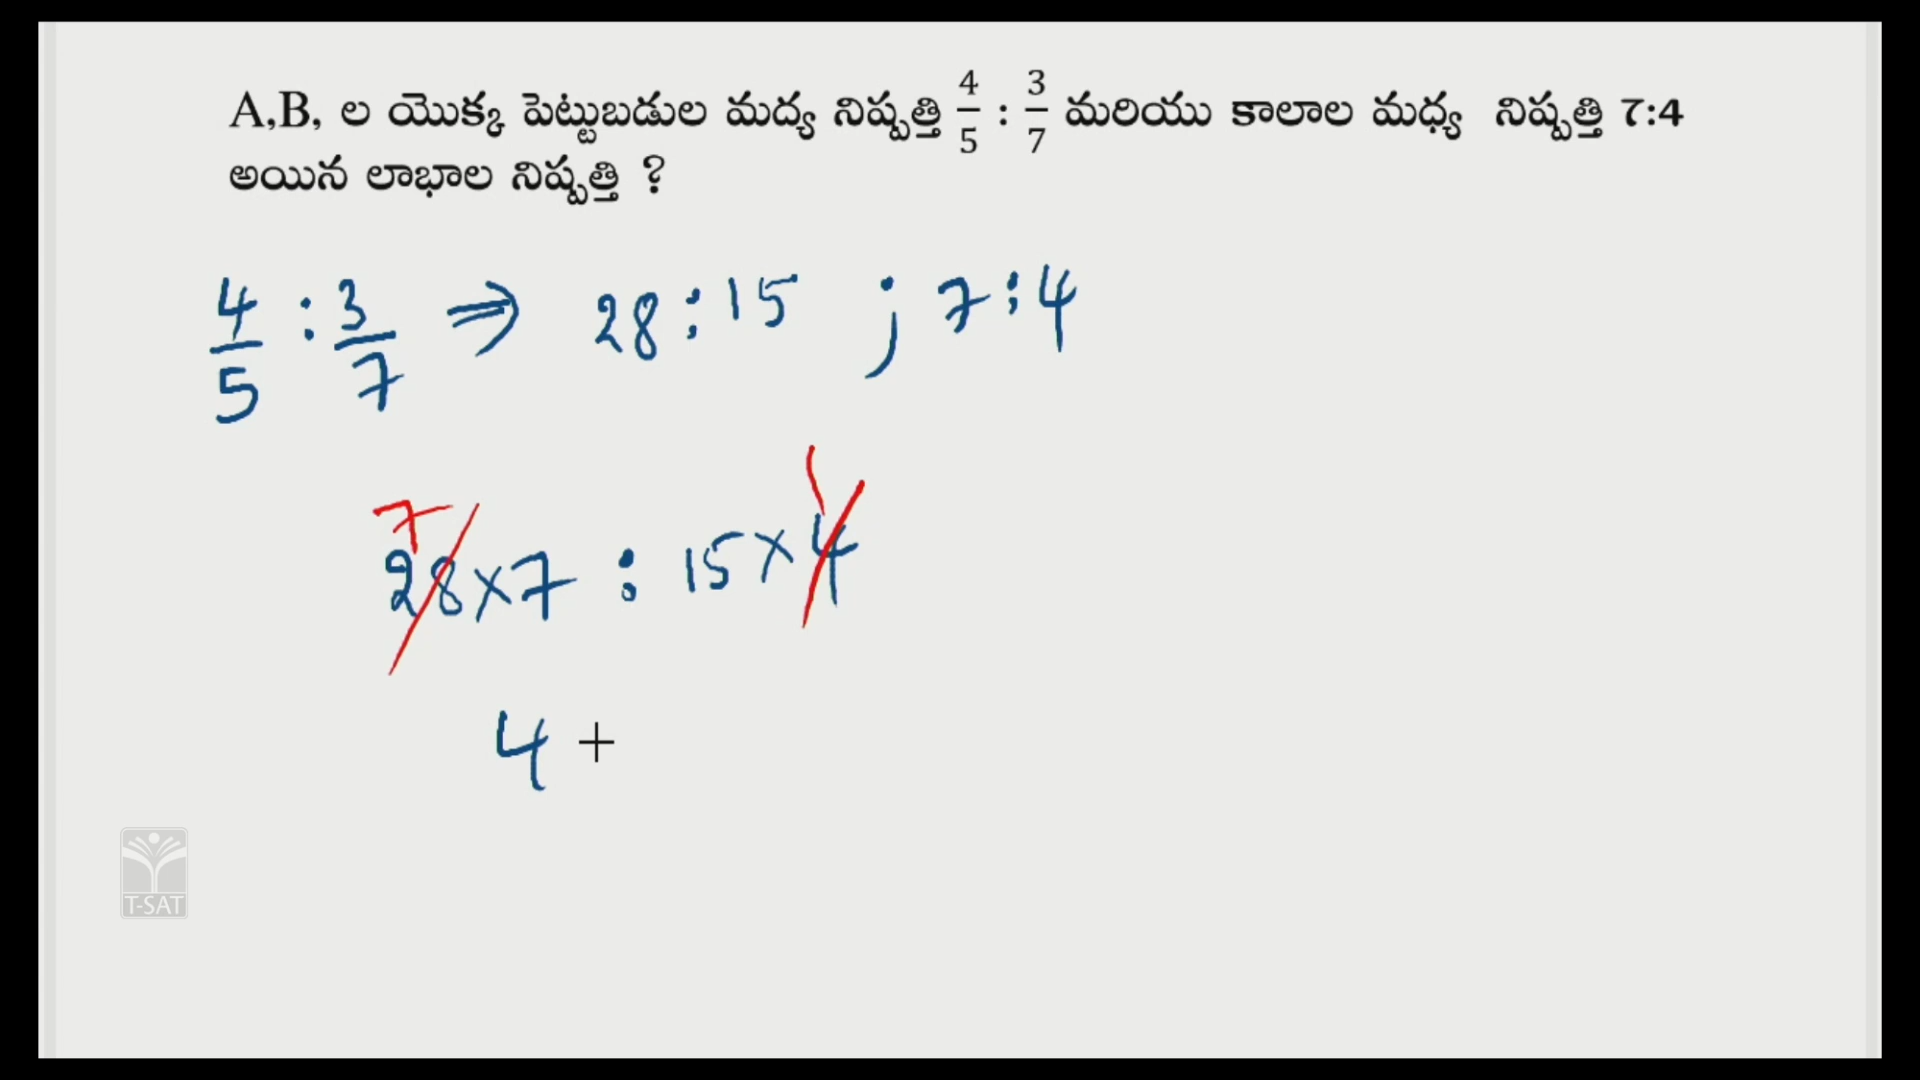 A,B, ల యొక్క పెట్టుబడుల మద్య నిష్పత్తి 4/5 : 3/7 మరియు కాలాల మధ్య నిష్పత్తి 7:4
అయిన లాభాల నిష్పత్తి ?
4/5 : 3/7 ⇒ 28 : 15 ; 7 : 4
7 1
28 × 7 : 15 × 4
4
T-SAT